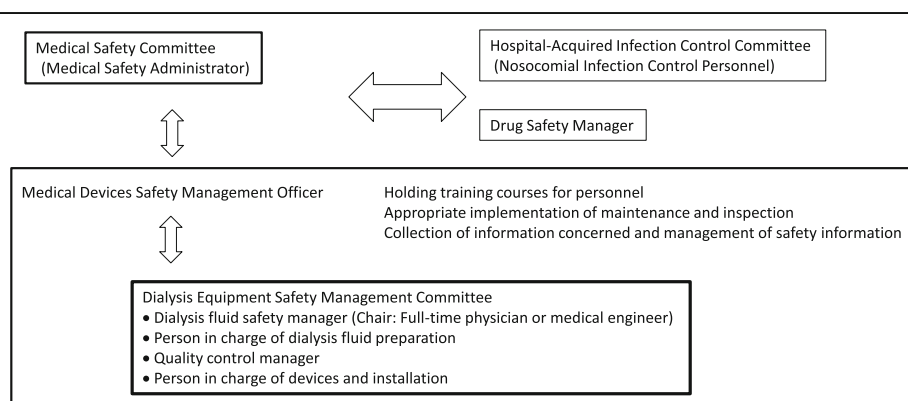 Medical Safety Committee
(Medical Safety Administrator)
Hospital-Acquired Infection Control Committee
(Nosocomial Infection Control Personnel)
Drug Safety Manager
Medical Devices Safety Management Officer
Holding training courses for personnel
Appropriate implementation of maintenance and inspection
Collection of information concerned and management of safety information
Dialysis Equipment Safety Management Committee
• Dialysis fluid safety manager (Chair: Full-time physician or medical engineer)
• Person in charge of dialysis fluid preparation
• Quality control manager
• Person in charge of devices and installation